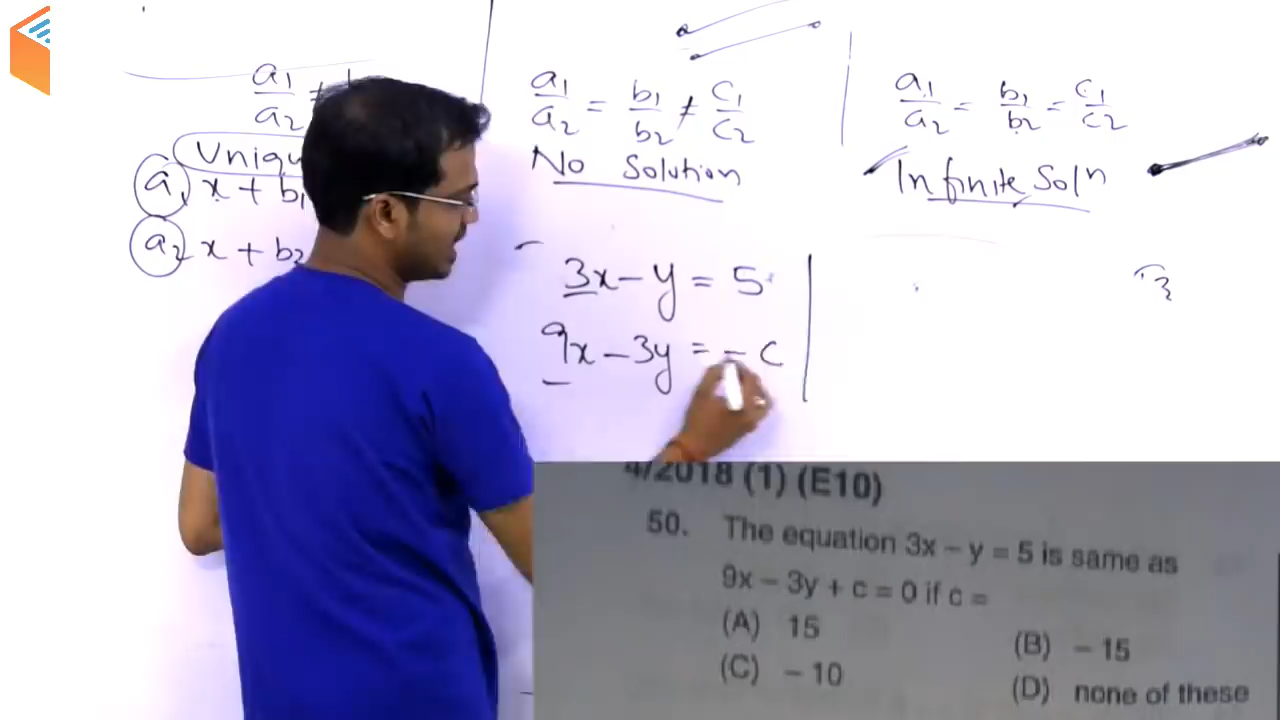 a1/a2 ≠
Uniqu
a1 x + b1
a2 x + b2
a1/a2 = b1/b2 ≠ c1/c2
No Solution
a1/a2 = b1/b2 = c1/c2
Infinite Soln
3x - y = 5
9x - 3y = - c
4/2018 (1) (E10)
50. The equation 3x - y = 5 is same as
9x - 3y + c = 0 if c =
(A) 15
(B) - 15
(C) - 10
(D) none of these